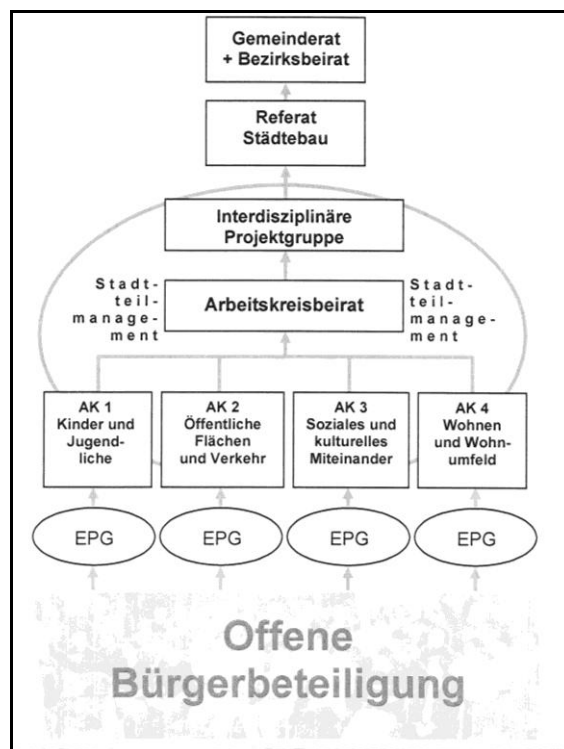 Gemeinderat
+ Bezirksbeirat
Referat
Städtebau
Interdisziplinäre
Projektgruppe
Stadt-
teil-
manage-
ment
Arbeitskreisbeirat
Stadt-
teil-
manage-
ment
AK 1
Kinder und
Jugend-
liche
AK 2
Öffentliche
Flächen
und Verkehr
AK 3
Soziales und
kulturelles
Miteinander
AK 4
Wohnen
und Wohn-
umfeld
EPG
EPG
EPG
EPG
Offene
Bürgerbeteiligung